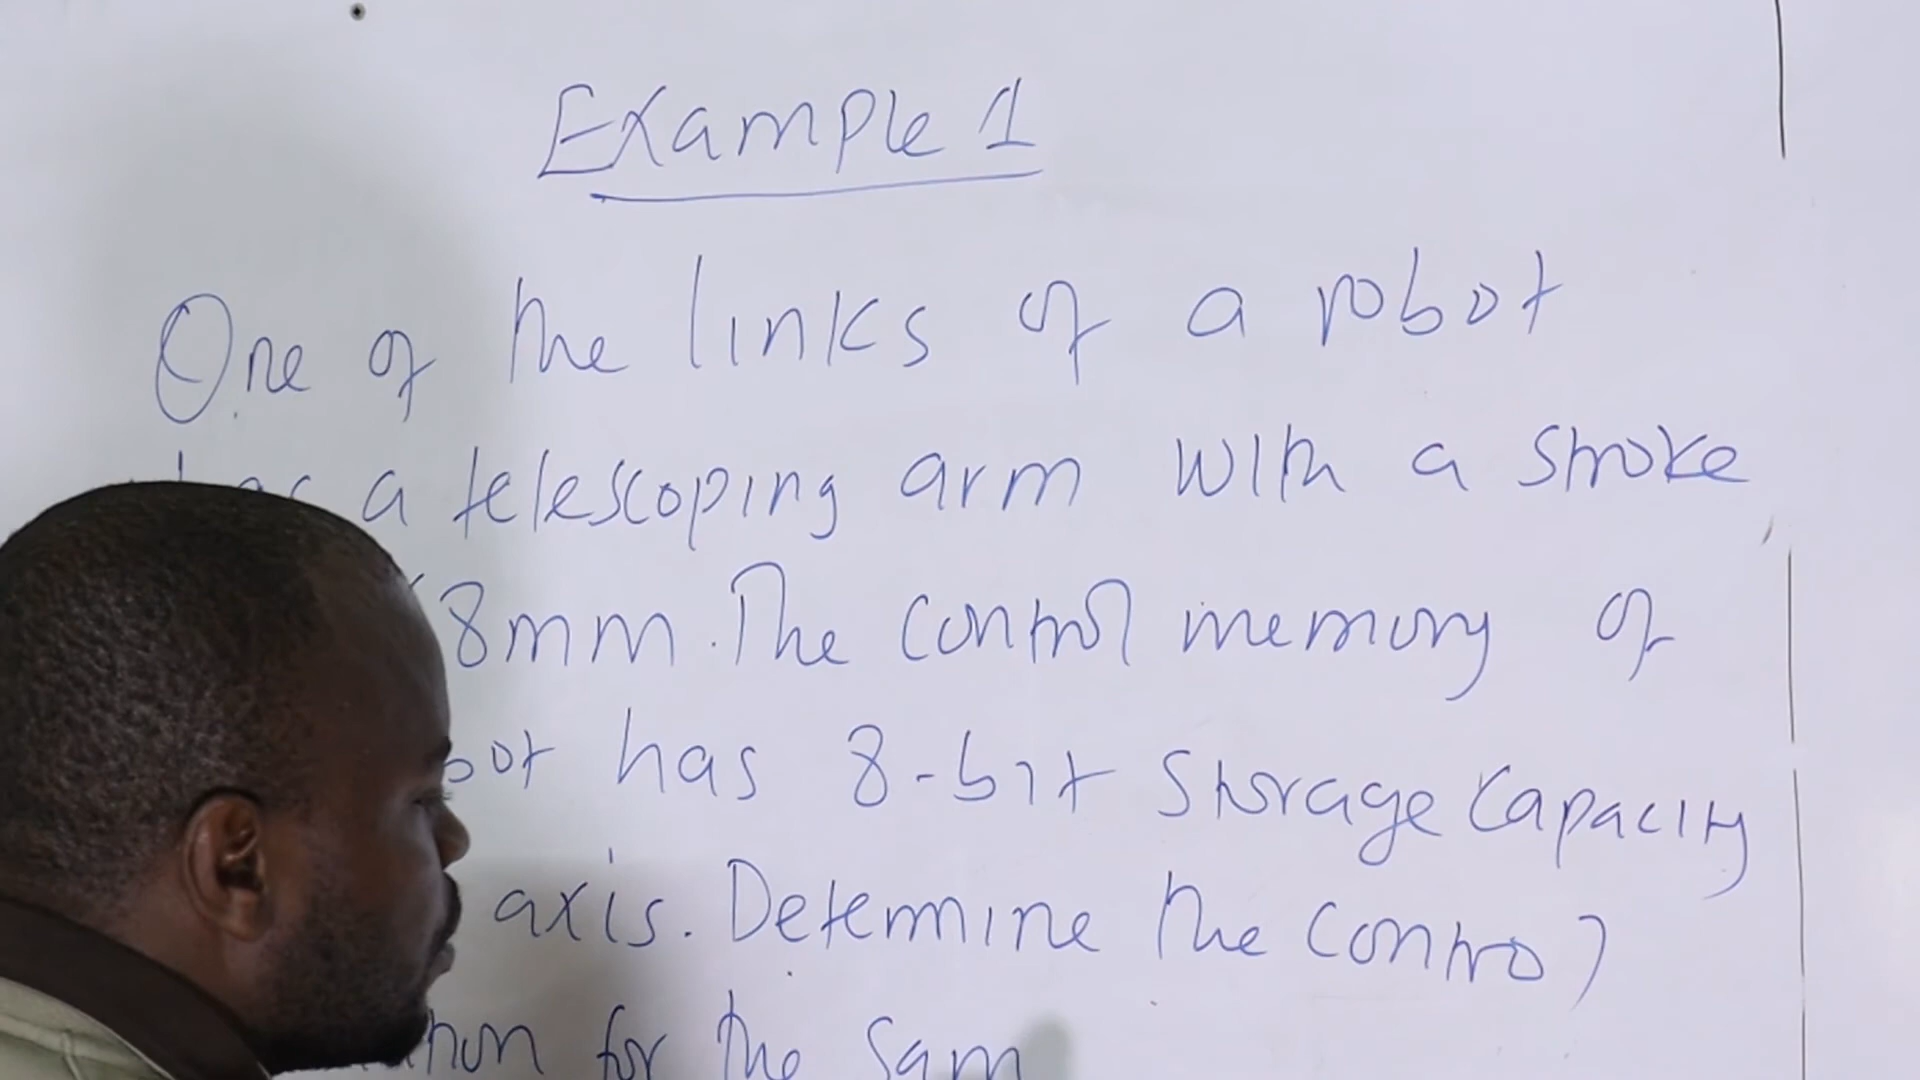 Example 1
One of the links of a robot
a telescoping arm with a stroke
8mm. The control memory of
has 8-bit storage capacity
axis. Determine the control
for the sam